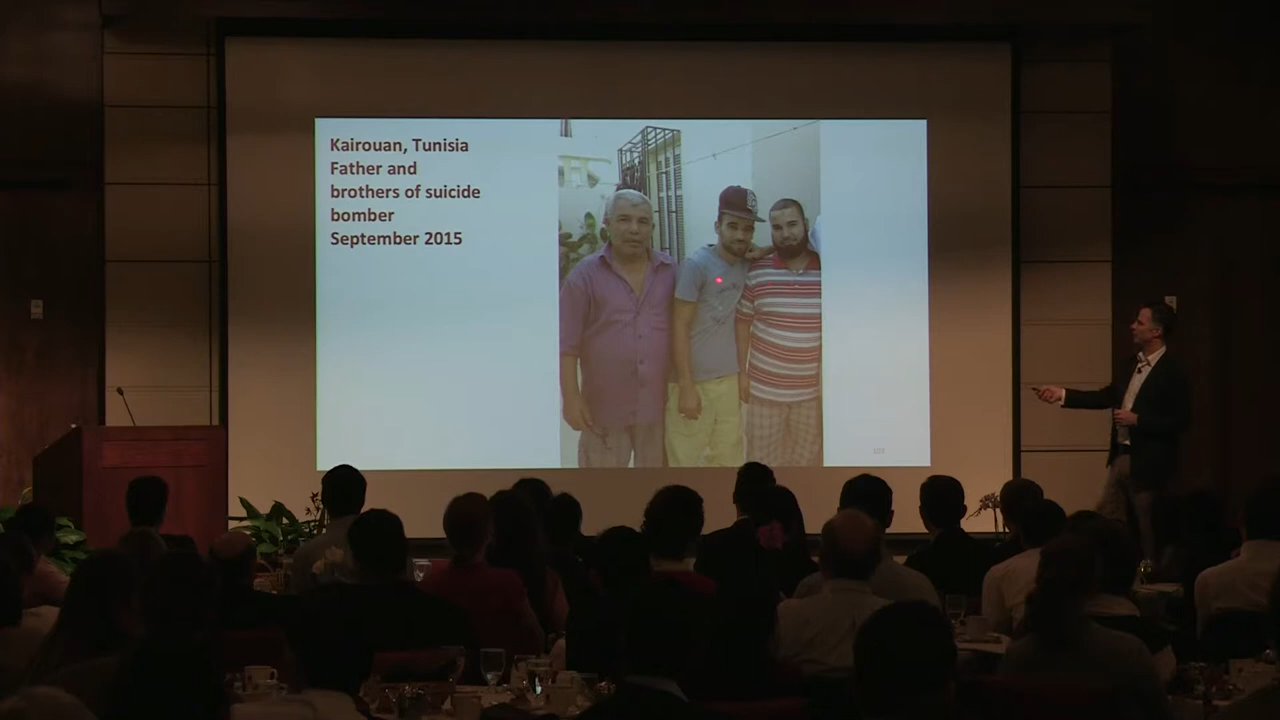 Kairouan, Tunisia
Father and
brothers of suicide
bomber
September 2015